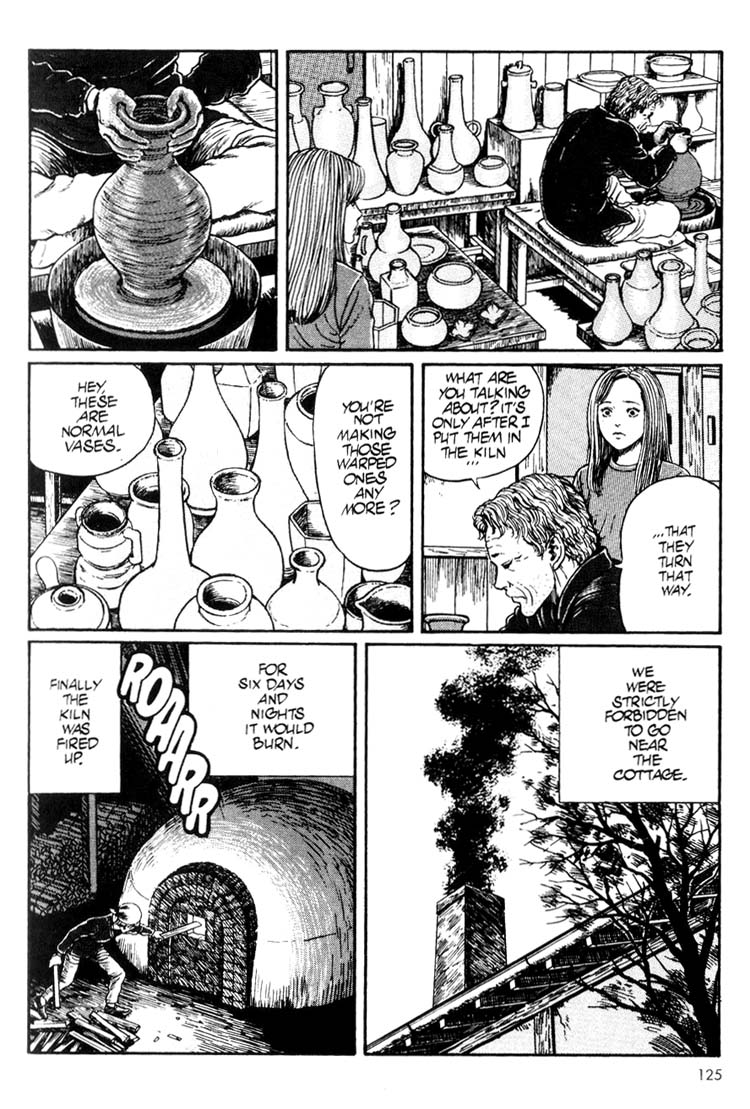 HEY,
THESE
ARE
NORMAL
VASES.
YOU'RE
NOT
MAKING
THOSE
WARPED
ONES
ANY
MORE?
WHAT ARE
YOU TALKING
ABOUT? IT'S
ONLY AFTER I
PUT THEM IN
THE KILN
...
...THAT
THEY
TURN
THAT
WAY.
FINALLY
THE
KILN
WAS
FIRED
UP.
ROAAARR
FOR
SIX DAYS
AND
NIGHTS
IT WOULD
BURN.
WE
WERE
STRICTLY
FORBIDDEN
TO GO
NEAR
THE
COTTAGE.
125